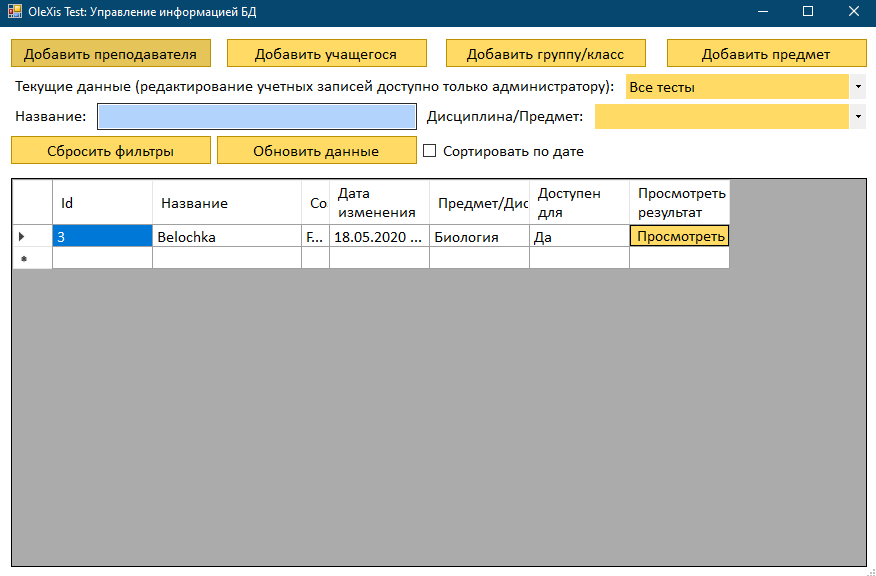 OleXis Test: Управление информацией БД
Добавить преподавателя Добавить учащегося Добавить группу/класс Добавить предмет
Текущие данные (редактирование учетных записей доступно только администратору): Все тесты
Название: Дисциплина/Предмет:
Сбросить фильтры Обновить данные Сортировать по дате
Id Название Со Дата изменения Предмет/Дис Доступен для Просмотреть результат
3 Belochka F... 18.05.2020 ... Биология Да Просмотреть